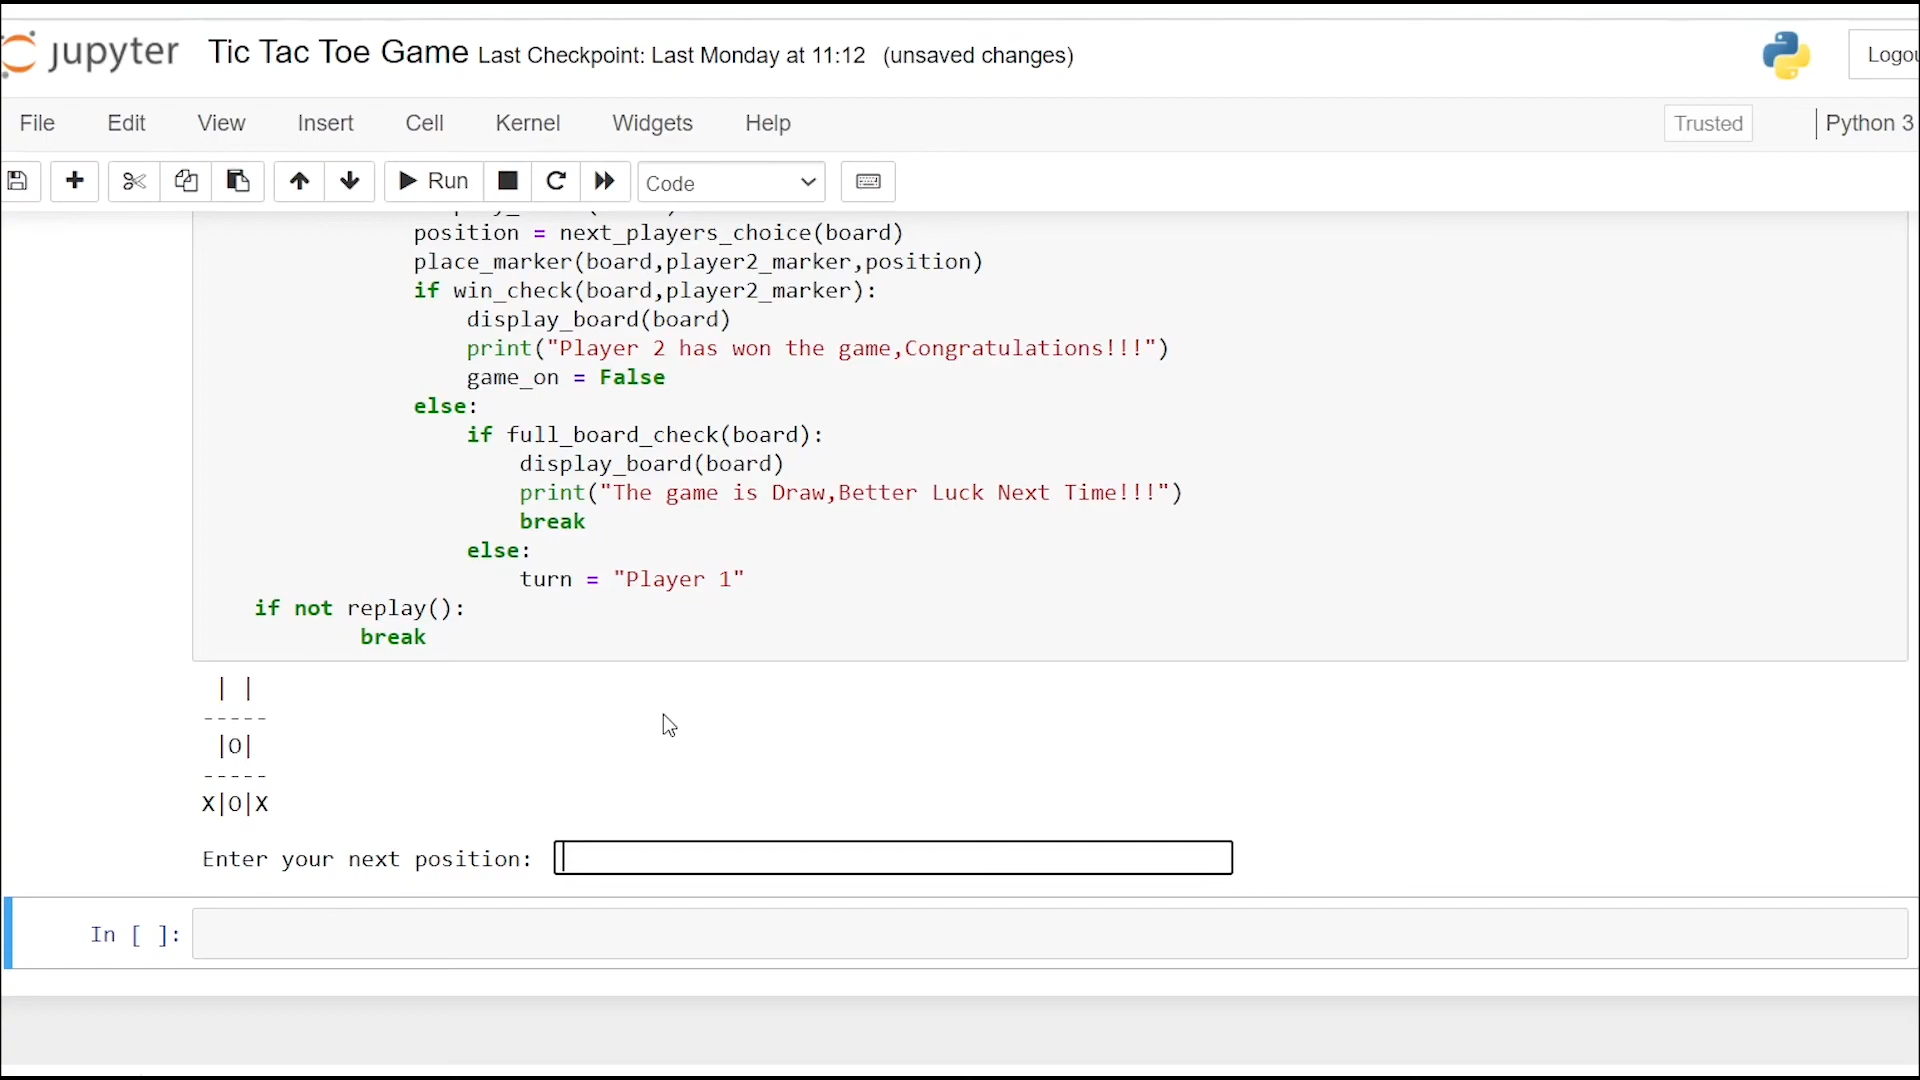 jupyter Tic Tac Toe Game Last Checkpoint: Last Monday at 11:12 (unsaved changes)
Logou
File Edit View Insert Cell Kernel Widgets Help Trusted | Python 3
Run Code
position = next_players_choice(board)
place_marker(board,player2_marker,position)
if win_check(board,player2_marker):
display_board(board)
print("Player 2 has won the game,Congratulations!!!")
game_on = False
else:
if full_board_check(board):
display_board(board)
print("The game is Draw,Better Luck Next Time!!!")
break
else:
turn = "Player 1"
if not replay():
break
| |
-----
|O|
-----
X|O|X
Enter your next position:
In [ ]: